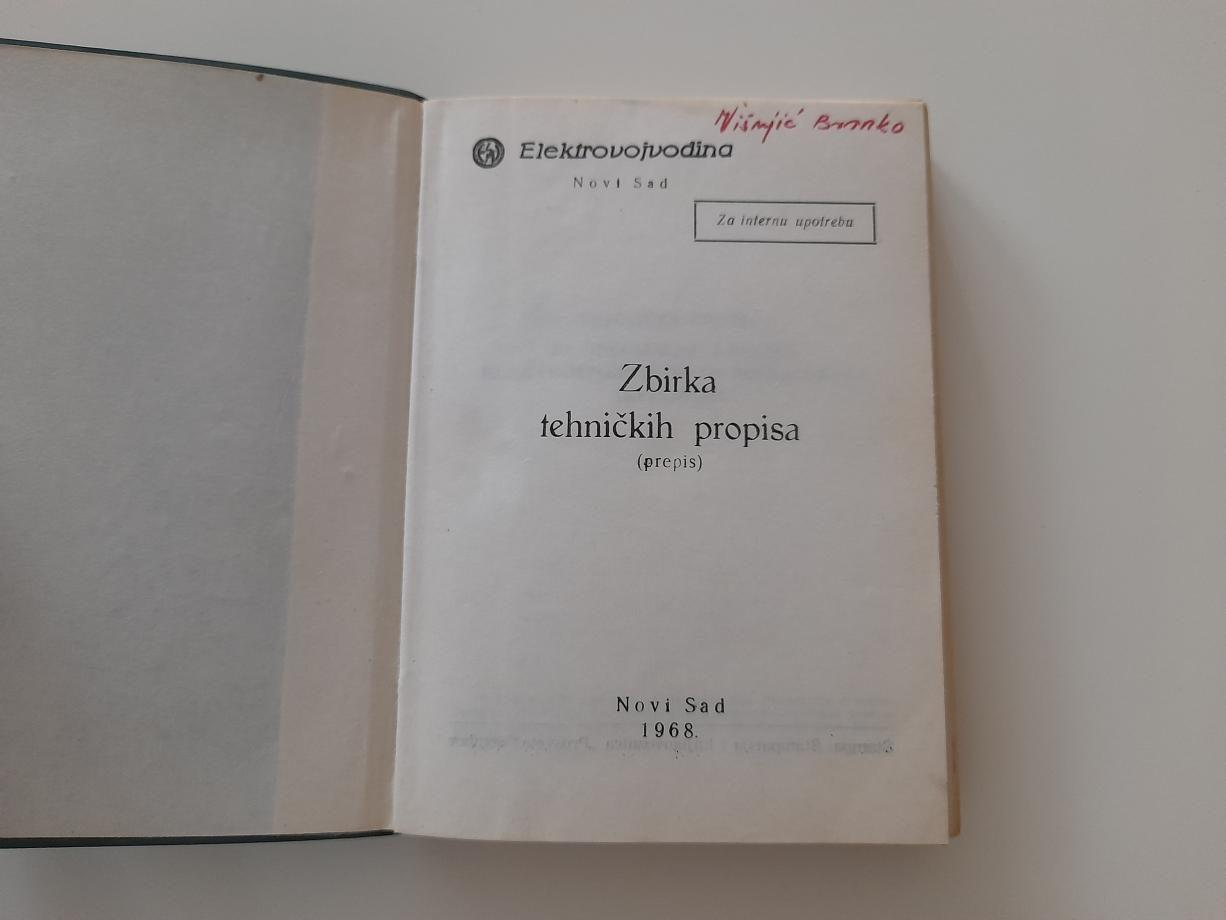 Višnjić Branko
Elektrovojvodina
Novi Sad
Za internu upotrebu
Zbirka
tehničkih propisa
(prepis)
Novi Sad
1968.